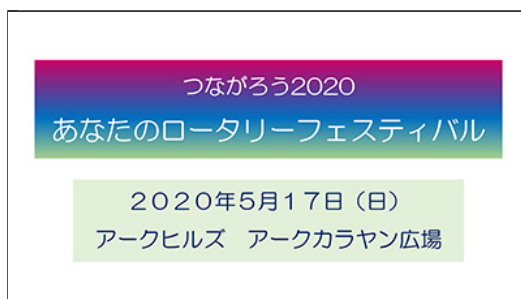 つながろう2020
あなたのロータリーフェスティバル
２０２０年５月１７日（日）
アークヒルズ　アークカラヤン広場